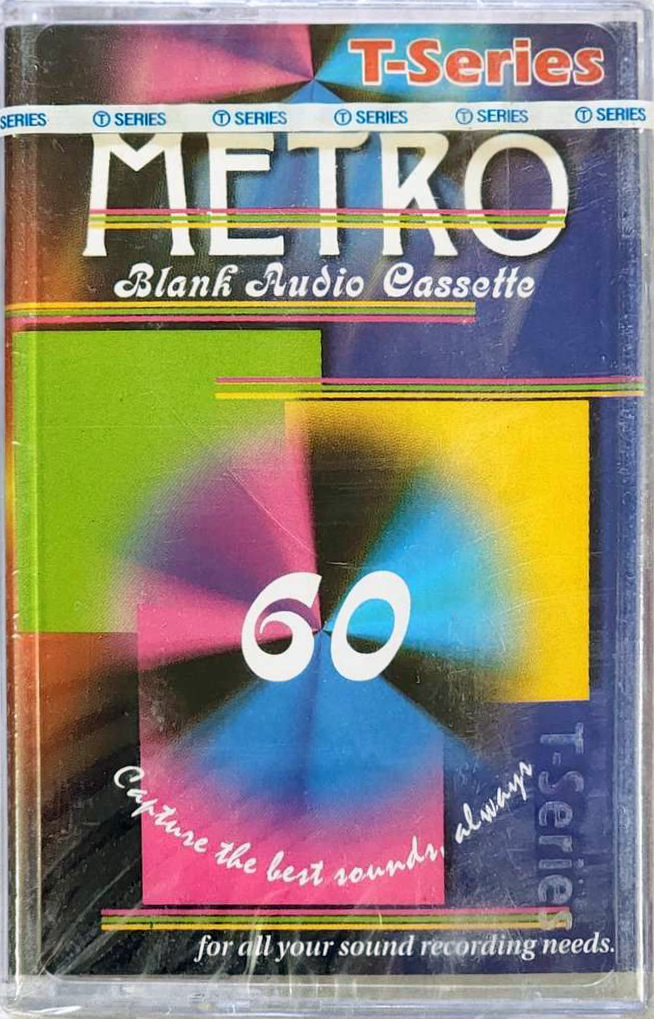 T-Series
SERIES Ⓣ SERIES Ⓣ SERIES Ⓣ SERIES Ⓣ SERIES Ⓣ SERIES
METRO
Blank Audio Cassette
60
Capture the best sounds, always
T-Series
for all your sound recording needs.